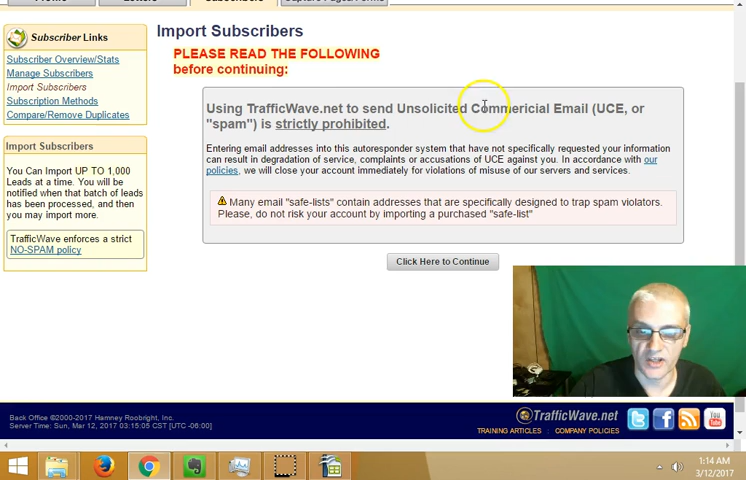 Import Subscribers
PLEASE READ THE FOLLOWING
before continuing:
Subscriber Links
Subscriber Overview/Stats
Manage Subscribers
Import Subscribers
Subscription Methods
Compare/Remove Duplicates
Import Subscribers
You Can Import UP TO 1,000
Leads at a time. You will be
notified when that batch of leads
has been processed, and then
you may import more.
TrafficWave enforces a strict
NO-SPAM policy
Using TrafficWave.net to send Unsolicited Commericial Email (UCE, or
"spam") is strictly prohibited.
Entering email addresses into this autoresponder system that have not specifically requested your information
can result in degradation of service, complaints or accusations of UCE against you. In accordance with our
policies, we will close your account immediately for violations of misuse of our servers and services.
Many email "safe-lists" contain addresses that are specifically designed to trap spam violators.
Please, do not risk your account by importing a purchased "safe-list"
Click Here to Continue
Back Office ©2000-2017 Hamney Roobright, Inc.
Server Time: Sun, Mar 12, 2017 03:15:05 CST [UTC -06:00]
TrafficWave.net
TRAINING ARTICLES : COMPANY POLICIES
You Tube
1:14 AM
3/12/2017